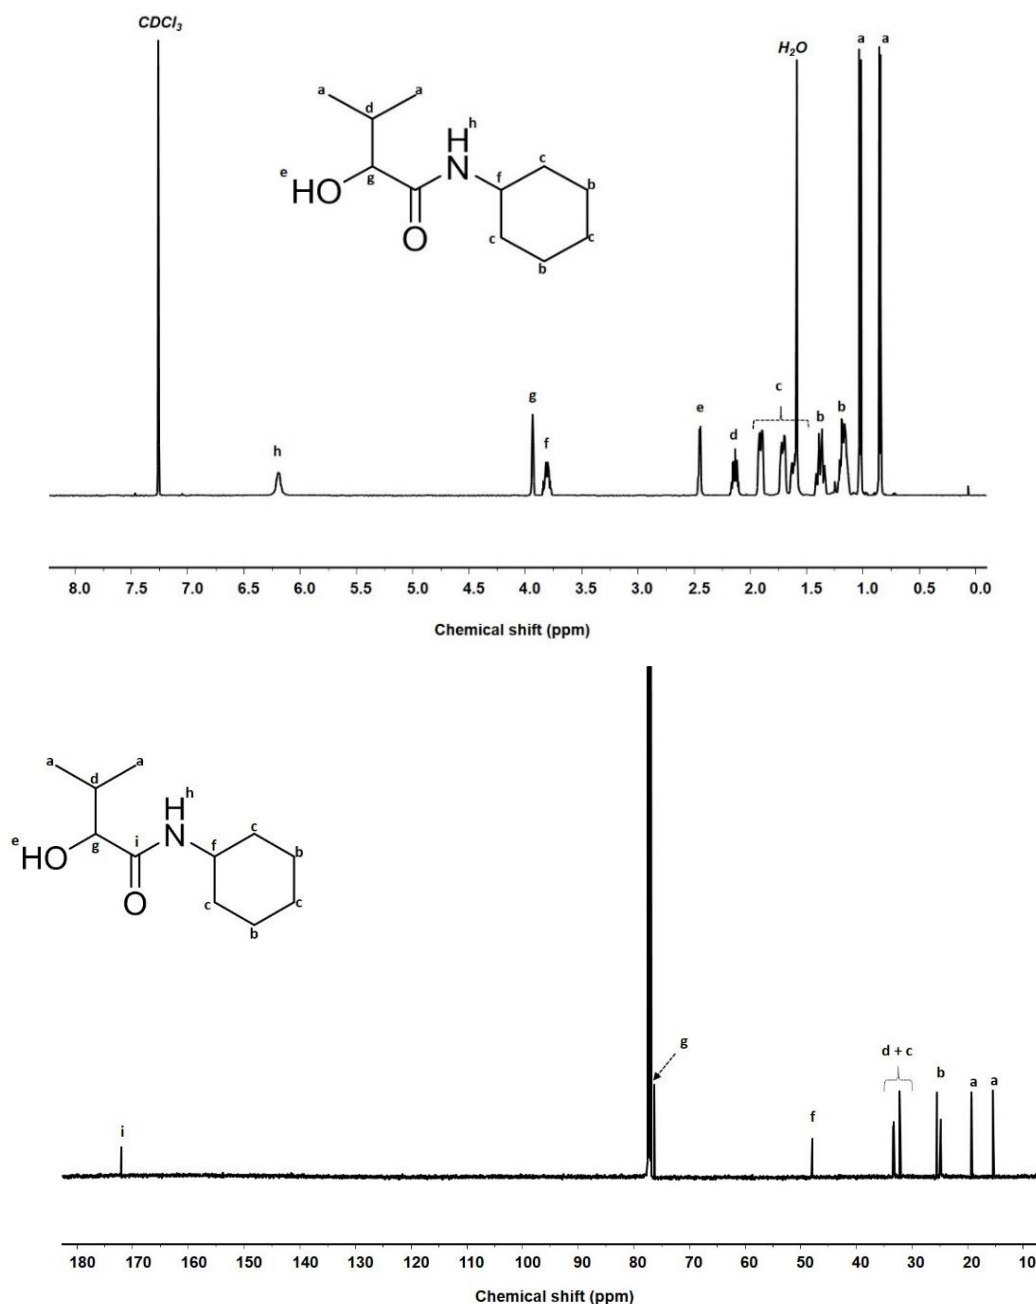 CDCl3
H2O
a a
a a
d
h
H
N
c
e
HO
g
f
b
O
c
c
b
c
g
e
h
f
d
b
b
8.0 7.5 7.0 6.5 6.0 5.5 5.0 4.5 4.0 3.5 3.0 2.5 2.0 1.5 1.0 0.5 0.0
Chemical shift (ppm)
a a
d
h
H
N
c
e
HO
g
i
f
b
O
c
c
b
g
d + c
b
a
a
i
f
180 170 160 150 140 130 120 110 100 90 80 70 60 50 40 30 20 10
Chemical shift (ppm)